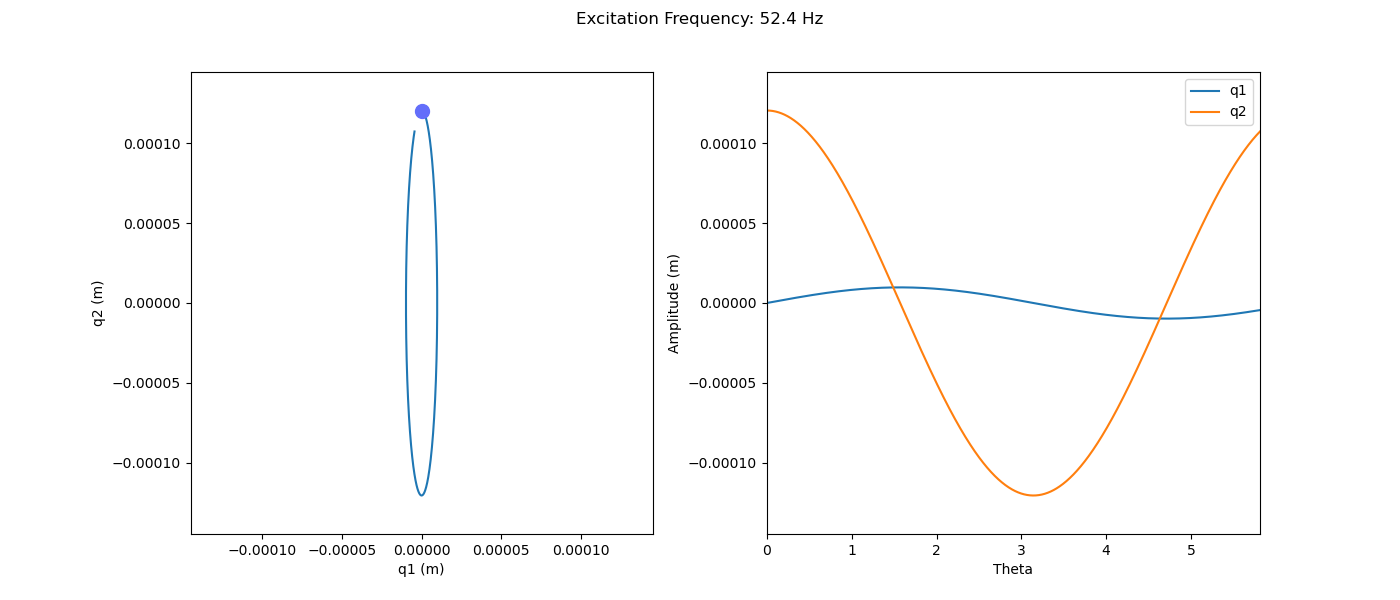 Excitation Frequency: 52.4 Hz
q2 (m)
0.00010
0.00005
0.00000
−0.00005
−0.00010
−0.00010 −0.00005 0.00000 0.00005 0.00010
q1 (m)
Amplitude (m)
0.00010
0.00005
0.00000
−0.00005
−0.00010
q1
q2
0 1 2 3 4 5
Theta